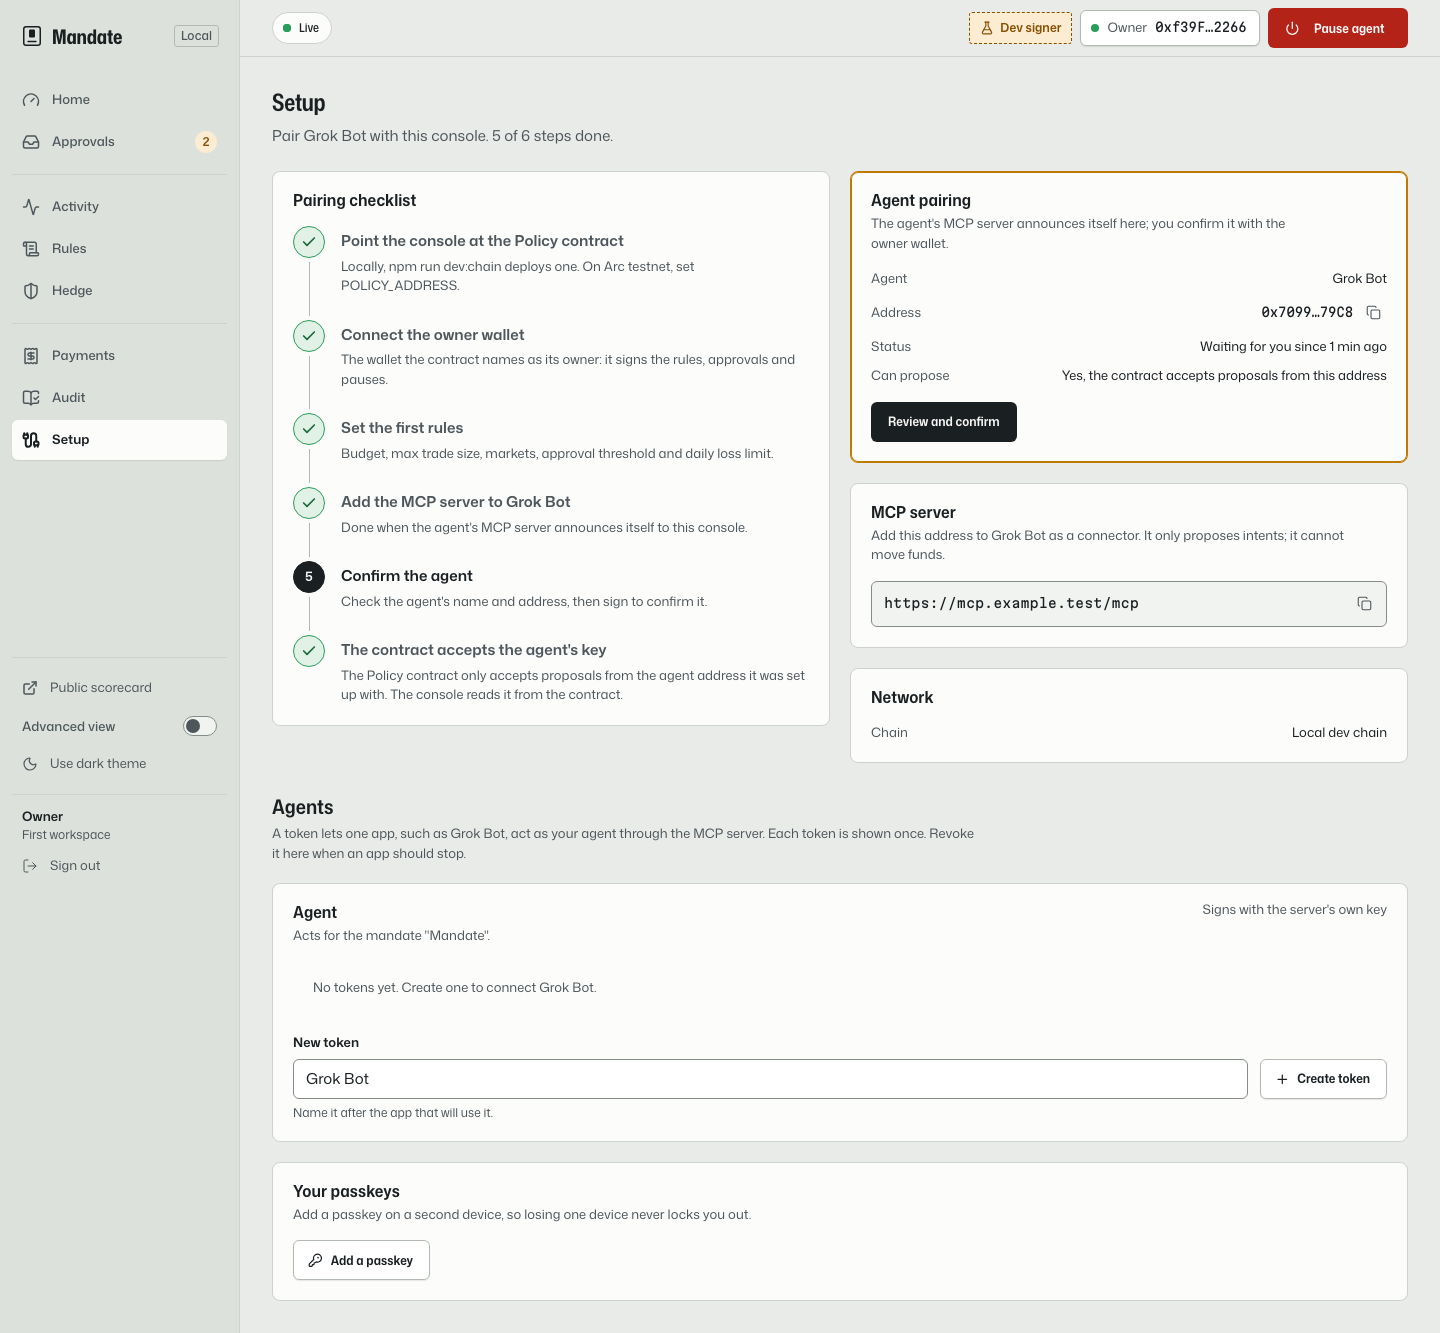 Mandate
Local
Home
Approvals
2
Activity
Rules
Hedge
Payments
Audit
Setup
Public scorecard
Advanced view
Use dark theme
Owner
First workspace
Sign out
Live
Dev signer
Owner 0xf39F…2266
Pause agent
Setup
Pair Grok Bot with this console. 5 of 6 steps done.
Pairing checklist
Point the console at the Policy contract
Locally, npm run dev:chain deploys one. On Arc testnet, set
POLICY_ADDRESS.
Connect the owner wallet
The wallet the contract names as its owner: it signs the rules, approvals and
pauses.
Set the first rules
Budget, max trade size, markets, approval threshold and daily loss limit.
Add the MCP server to Grok Bot
Done when the agent's MCP server announces itself to this console.
5
Confirm the agent
Check the agent's name and address, then sign to confirm it.
The contract accepts the agent's key
The Policy contract only accepts proposals from the agent address it was set
up with. The console reads it from the contract.
Agent pairing
The agent's MCP server announces itself here; you confirm it with the
owner wallet.
Agent Grok Bot
Address 0x7099…79C8
Status Waiting for you since 1 min ago
Can propose Yes, the contract accepts proposals from this address
Review and confirm
MCP server
Add this address to Grok Bot as a connector. It only proposes intents; it cannot
move funds.
https://mcp.example.test/mcp
Network
Chain Local dev chain
Agents
A token lets one app, such as Grok Bot, act as your agent through the MCP server. Each token is shown once. Revoke
it here when an app should stop.
Agent
Signs with the server's own key
Acts for the mandate "Mandate".
No tokens yet. Create one to connect Grok Bot.
New token
Grok Bot
Create token
Name it after the app that will use it.
Your passkeys
Add a passkey on a second device, so losing one device never locks you out.
Add a passkey